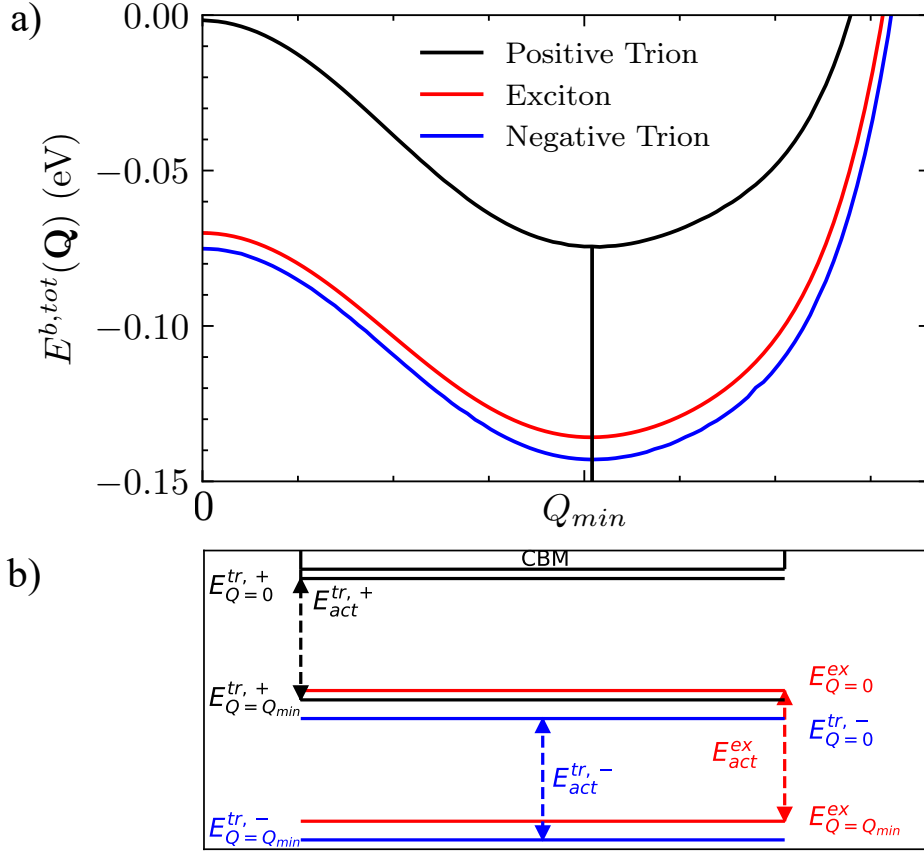 a)
0.00
−0.05
−0.10
−0.15
E^{b,tot}(Q) (eV)
Positive Trion
Exciton
Negative Trion
0
Q_{min}
b)
CBM
E^{tr, +}_{Q=0}
E^{tr, +}_{act}
E^{tr, +}_{Q=Q_{min}}
E^{ex}_{Q=0}
E^{tr, −}_{Q=0}
E^{ex}_{act}
E^{tr, −}_{act}
E^{tr, −}_{Q=Q_{min}}
E^{ex}_{Q=Q_{min}}